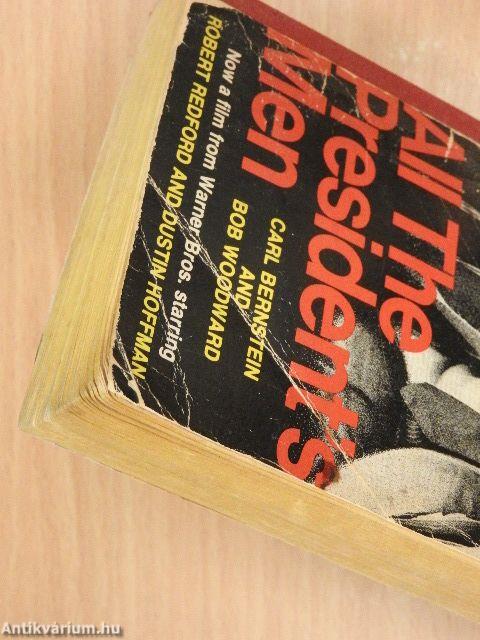 All The
President's
Men
CARL BERNSTEIN
AND
BOB WOODWARD
Now a film from Warner Bros. starring
ROBERT REDFORD AND DUSTIN HOFFMAN
Antikvárium.hu